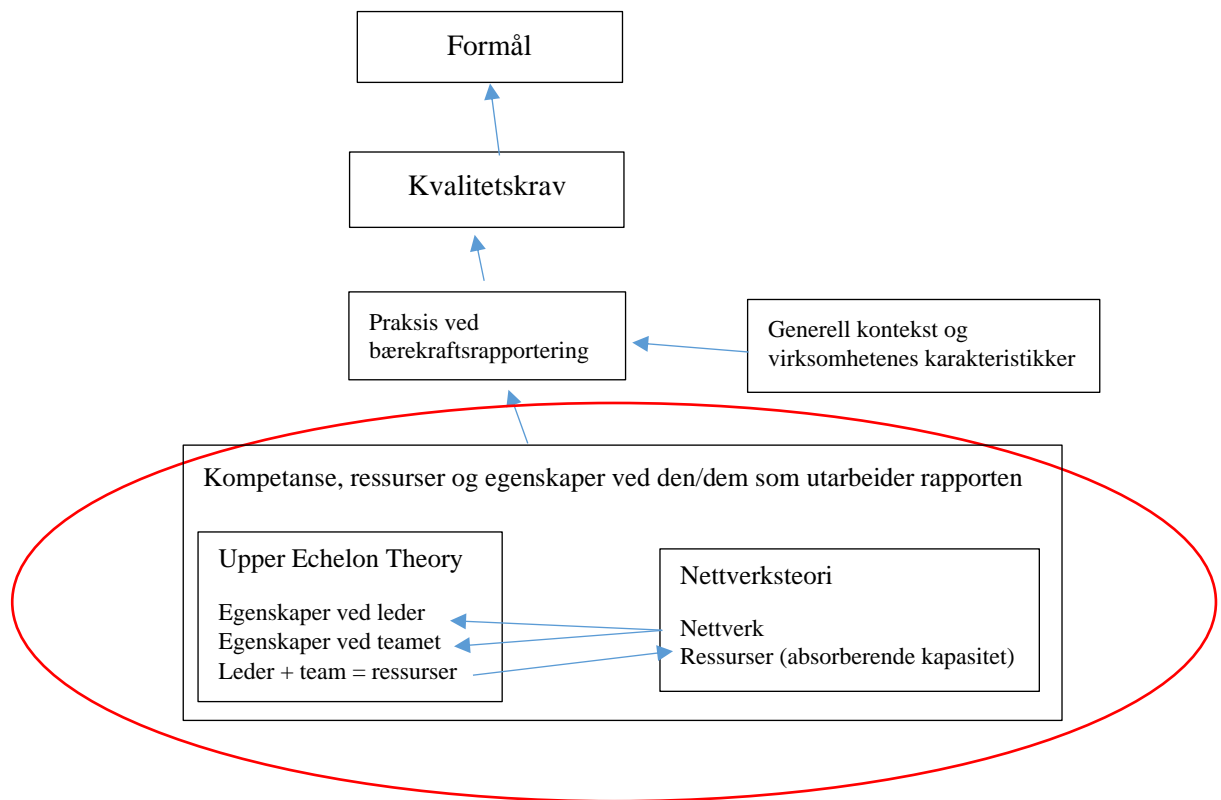 Formål
Kvalitetskrav
Praksis ved
bærekraftsrapportering
Generell kontekst og
virksomhetenes karakteristikker
Kompetanse, ressurser og egenskaper ved den/dem som utarbeider rapporten
Upper Echelon Theory
Egenskaper ved leder
Egenskaper ved teamet
Leder + team = ressurser
Nettverksteori
Nettverk
Ressurser (absorberende kapasitet)